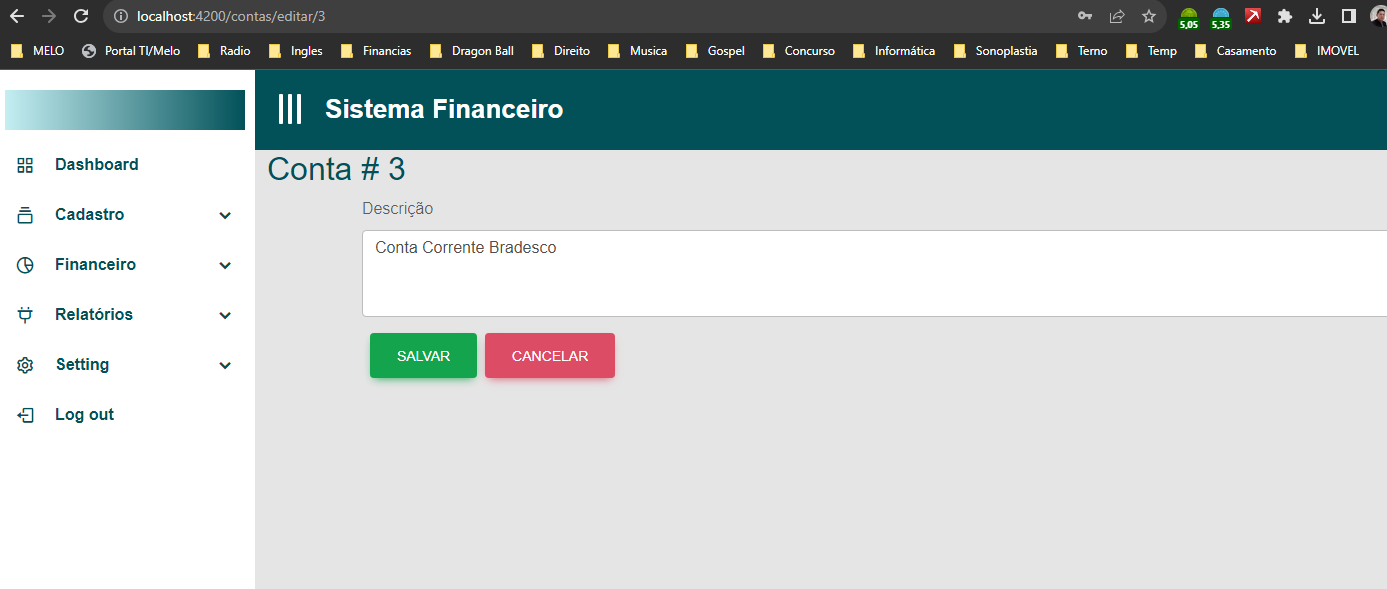 localhost:4200/contas/editar/3
5,05 5,35
MELO Portal TI/Melo Radio Ingles Financias Dragon Ball Direito Musica Gospel Concurso Informática Sonoplastia Terno Temp Casamento IMOVEL
Sistema Financeiro
Dashboard
Cadastro
Financeiro
Relatórios
Setting
Log out
Conta # 3
Descrição
Conta Corrente Bradesco
SALVAR CANCELAR